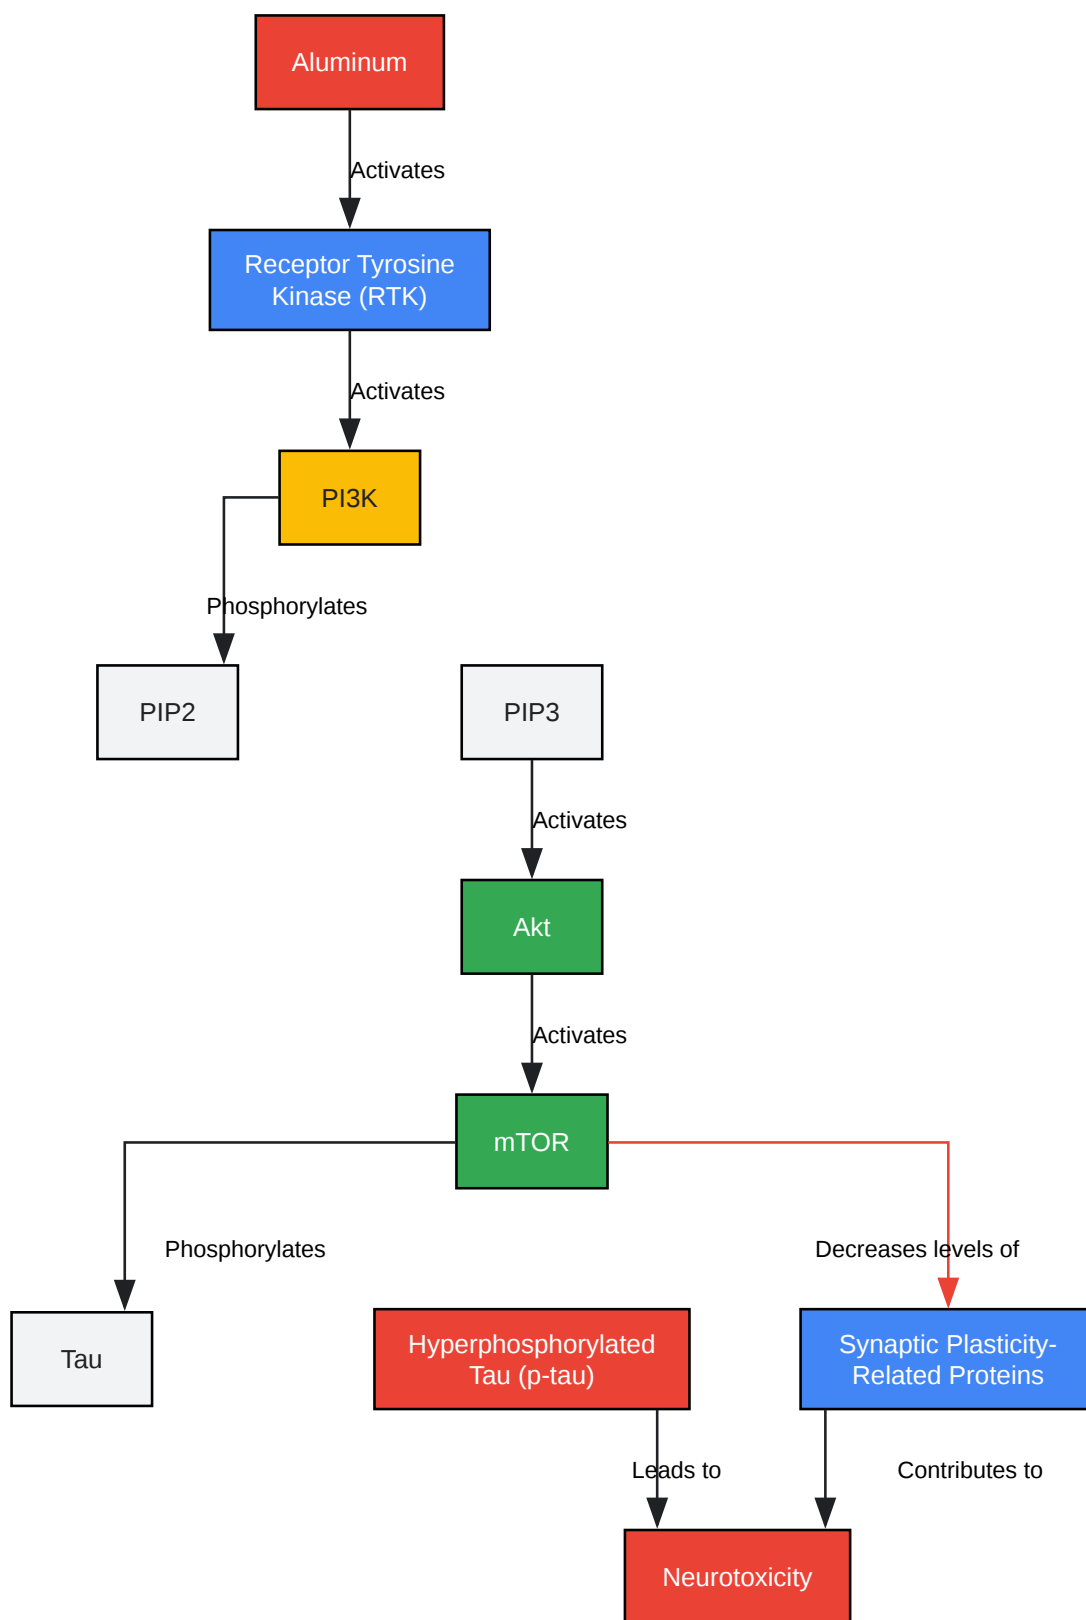 Aluminum
Activates
Receptor Tyrosine
Kinase (RTK)
Activates
PI3K
Phosphorylates
PIP2
PIP3
Activates
Akt
Activates
mTOR
Phosphorylates
Decreases levels of
Tau
Hyperphosphorylated
Tau (p-tau)
Synaptic Plasticity-
Related Proteins
Leads to
Contributes to
Neurotoxicity